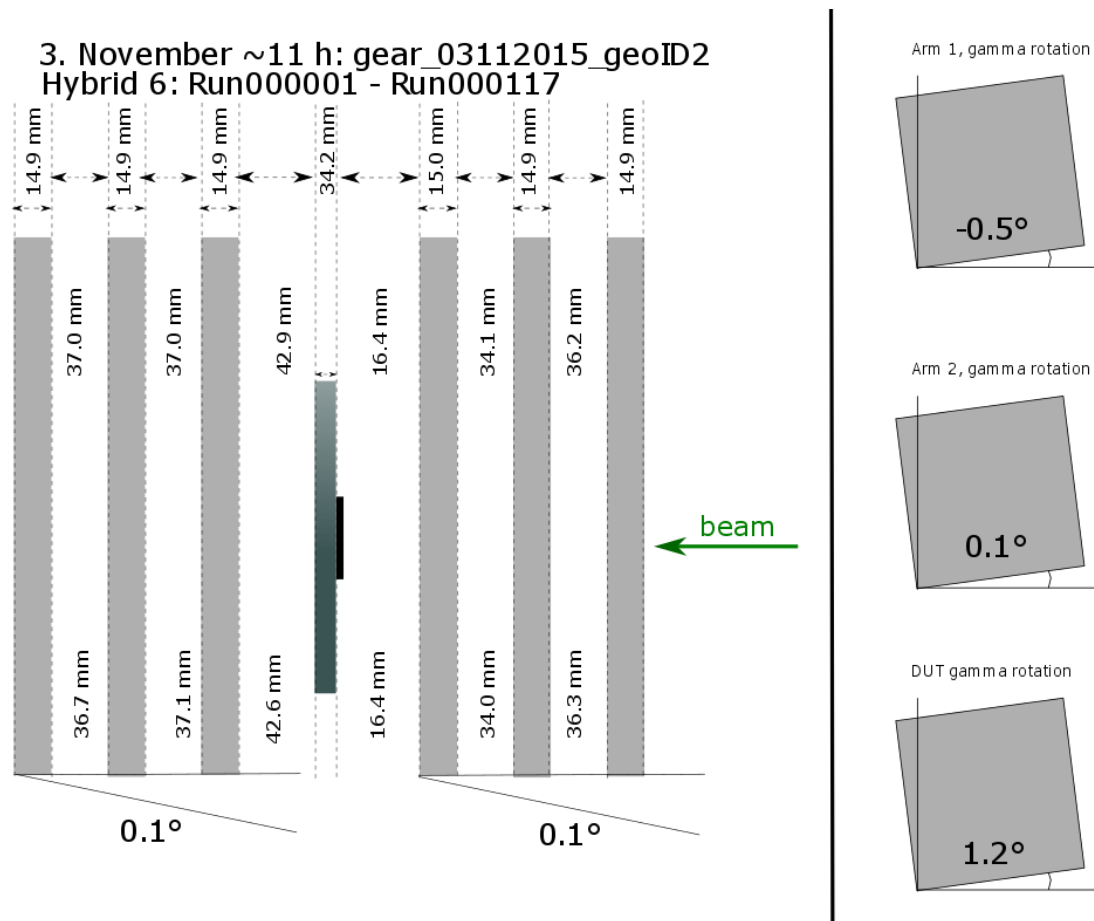 3. November ~11 h: gear_03112015_geoID2
Hybrid 6: Run000001 - Run000117
14.9 mm
14.9 mm
14.9 mm
34.2 mm
15.0 mm
14.9 mm
14.9 mm
37.0 mm
37.0 mm
42.9 mm
16.4 mm
34.1 mm
36.2 mm
beam
36.7 mm
37.1 mm
42.6 mm
16.4 mm
34.0 mm
36.3 mm
0.1°
0.1°
Arm 1, gamma rotation
-0.5°
Arm 2, gamma rotation
0.1°
DUT gamma rotation
1.2°